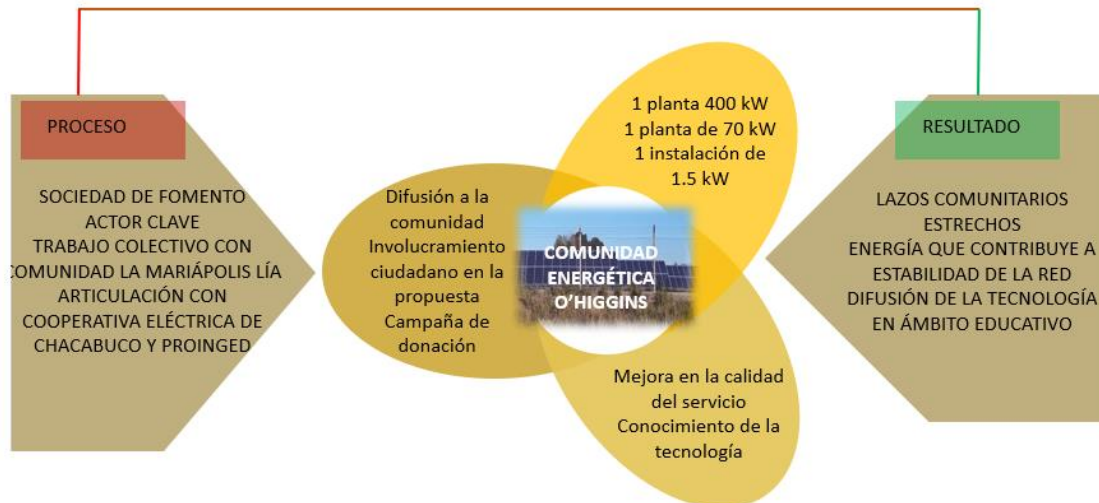 PROCESO
SOCIEDAD DE FOMENTO
ACTOR CLAVE
TRABAJO COLECTIVO CON
COMUNIDAD LA MARIÁPOLIS LÍA
ARTICULACIÓN CON
COOPERATIVA ELÉCTRICA DE
CHACABUCO Y PROINGED
Difusión a la
comunidad
Involucramiento
ciudadano en la
propuesta
Campaña de
donación
1 planta 400 kW
1 planta de 70 kW
1 instalación de
1.5 kW
COMUNIDAD
ENERGÉTICA
O’HIGGINS
Mejora en la calidad
del servicio
Conocimiento de la
tecnología
RESULTADO
LAZOS COMUNITARIOS
ESTRECHOS
ENERGÍA QUE CONTRIBUYE A
ESTABILIDAD DE LA RED
DIFUSIÓN DE LA TECNOLOGÍA
EN ÁMBITO EDUCATIVO